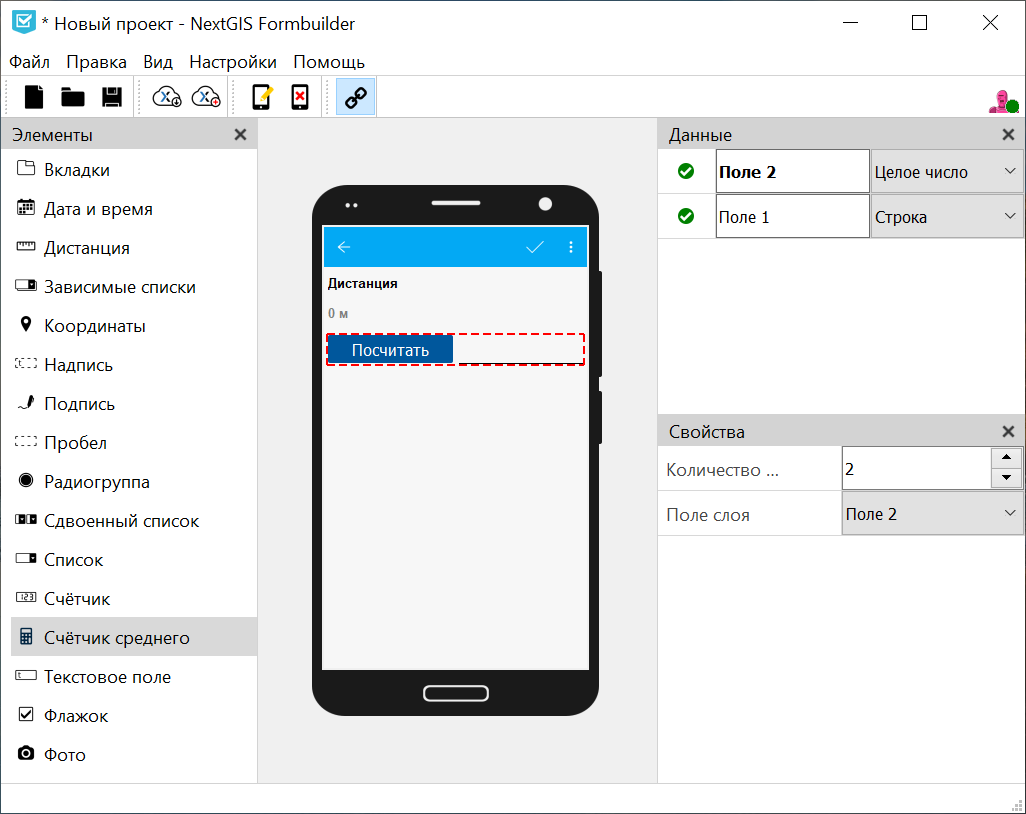 * Новый проект - NextGIS Formbuilder
Файл Правка Вид Настройки Помощь
Элементы
Вкладки
Дата и время
Дистанция
Зависимые списки
Координаты
Надпись
Подпись
Пробел
Радиогруппа
Сдвоенный список
Список
Счётчик
Счётчик среднего
Текстовое поле
Флажок
Фото
Дистанция
0 м
Посчитать
Данные
Поле 2 Целое число
Поле 1 Строка
Свойства
Количество ... 2
Поле слоя Поле 2